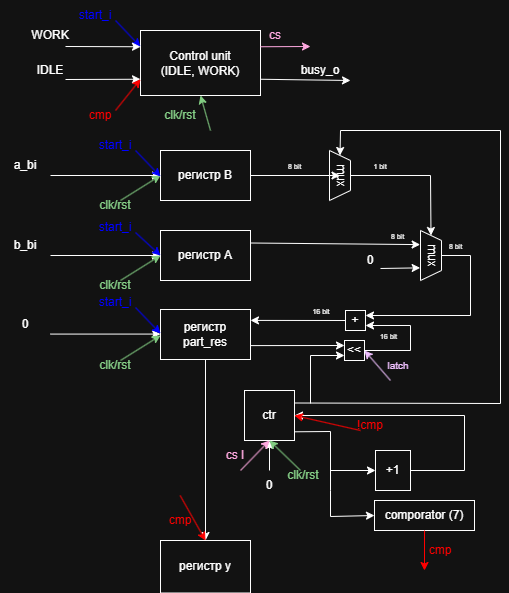 start_i
WORK
cs
Control unit
(IDLE, WORK)
IDLE
busy_o
cmp
clk/rst
start_i
a_bi
регистр B
8 bit
mux
1 bit
clk/rst
start_i
b_bi
регистр A
8 bit
mux
8 bit
0
clk/rst
start_i
0
регистр
part_res
16 bit
+
16 bit
<<
clk/rst
latch
ctr
!cmp
cs I
clk/rst
0
+1
cmp
comporator (7)
cmp
регистр y